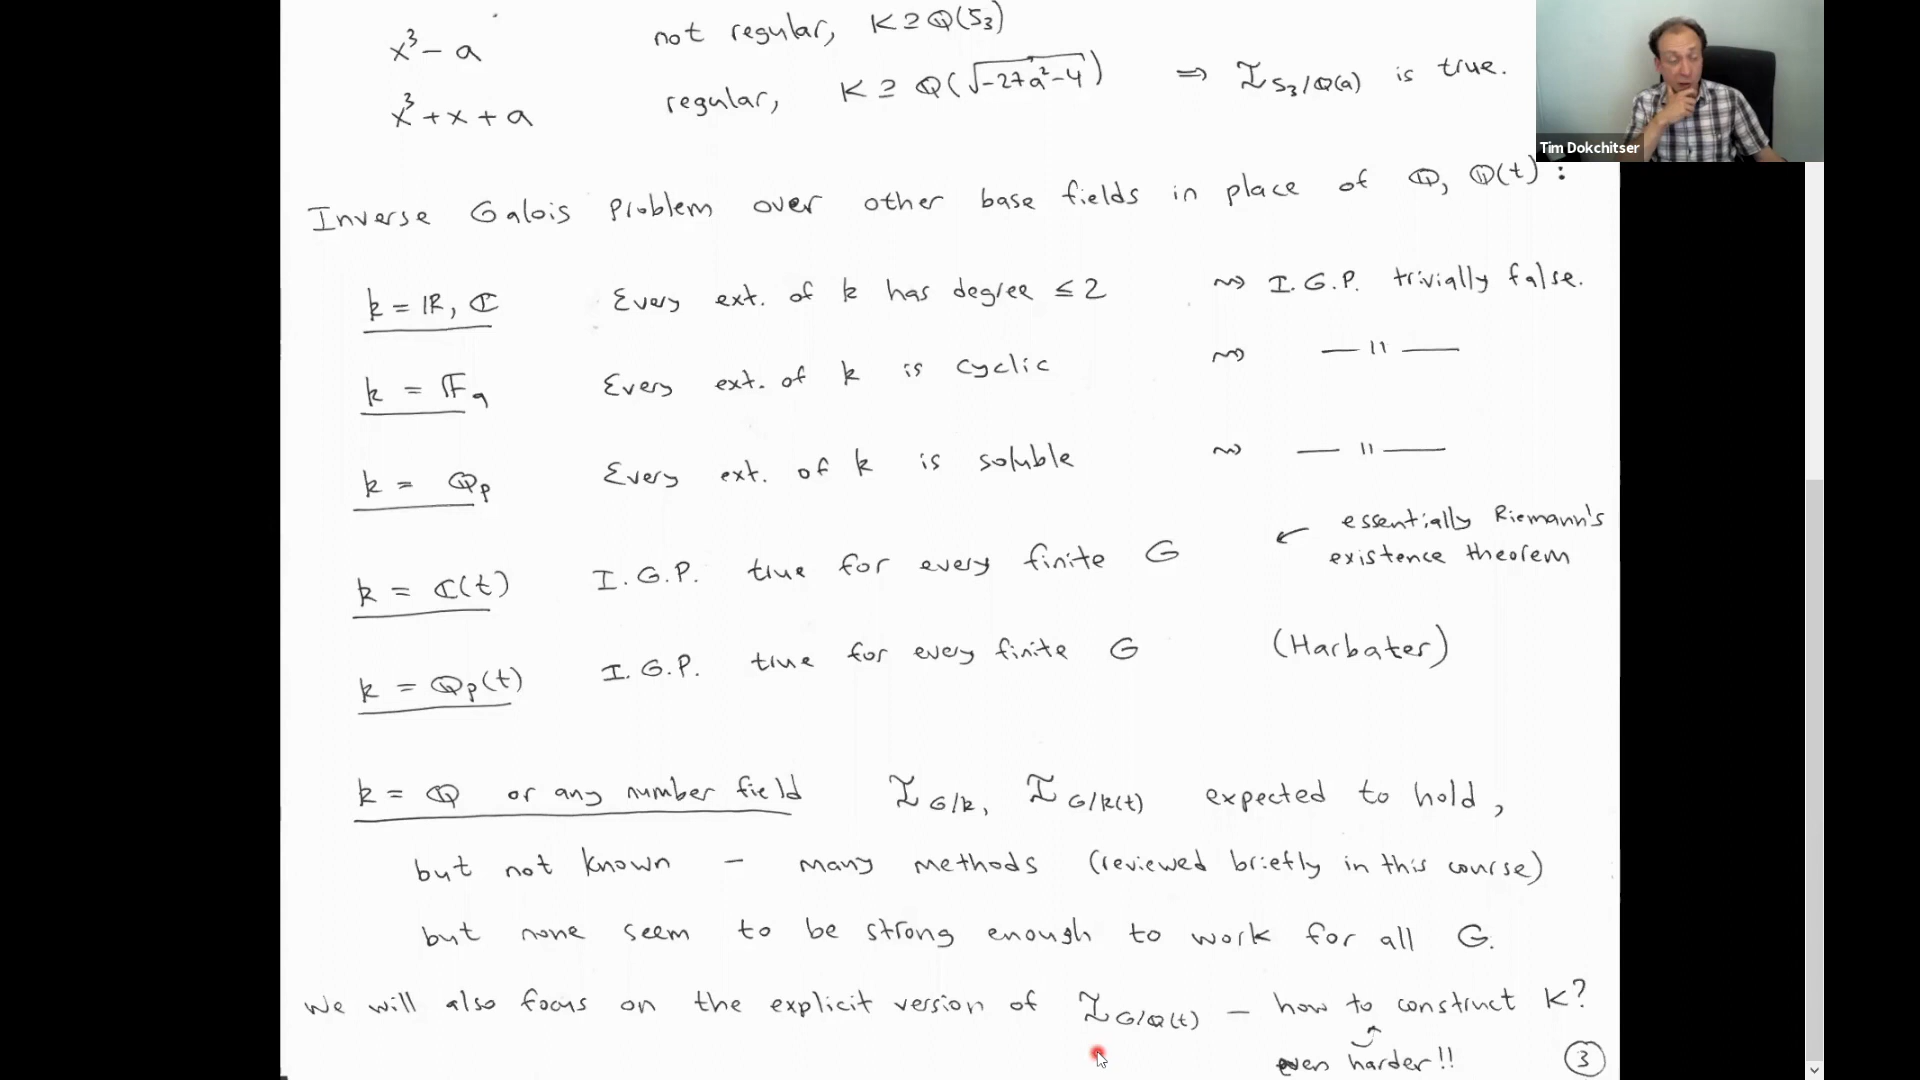 x³ - a not regular, K ⊇ Q(ζ₃)
x³ + x + a regular, K ⊇ Q(√-27a²-4) ⇒ I_{S₃/Q(a)} is true.
Tim Dokchitser
Inverse Galois Problem over other base fields in place of ℚ, ℚ(t):
k = ℝ, ℂ Every ext. of k has degree ≤ 2 ⇝ I.G.P. trivially false.
k = 𝔽_q Every ext. of k is cyclic ⇝ — 〃 —
k = ℚ_p Every ext. of k is soluble ⇝ — 〃 —
k = ℂ(t) I.G.P. true for every finite G ← essentially Riemann's
existence theorem
k = ℚ_p(t) I.G.P. true for every finite G (Harbater)
k = ℚ or any number field I_{G/k}, I_{G/k(t)} expected to hold,
but not known - many methods (reviewed briefly in this course)
but none seem to be strong enough to work for all G.
We will also focus on the explicit version of I_{G/ℚ(t)} - how to construct K?
even harder!!
3